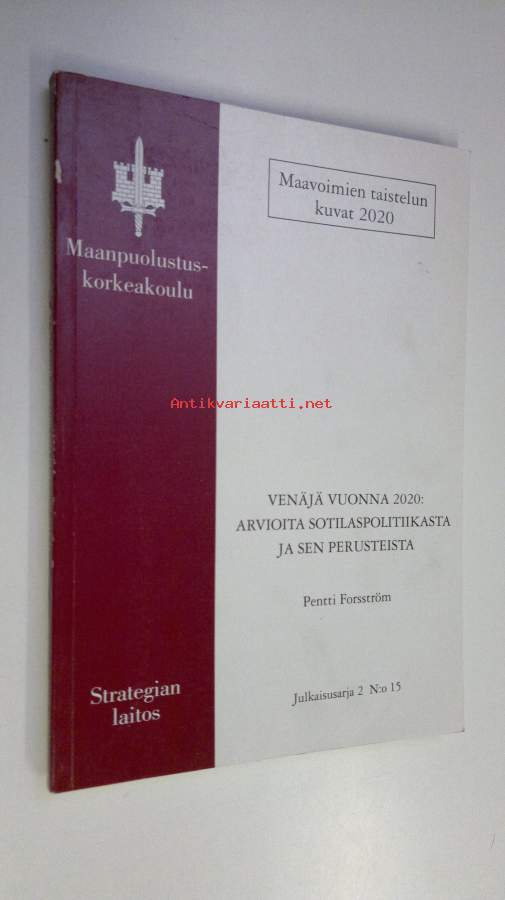 Maavoimien taistelun
kuvat 2020
Maanpuolustus-
korkeakoulu
Antikvariaatti.net
VENÄJÄ VUONNA 2020:
ARVIOITA SOTILASPOLITIIKASTA
JA SEN PERUSTEISTA
Pentti Forsström
Strategian
laitos
Julkaisusarja 2 N:o 15